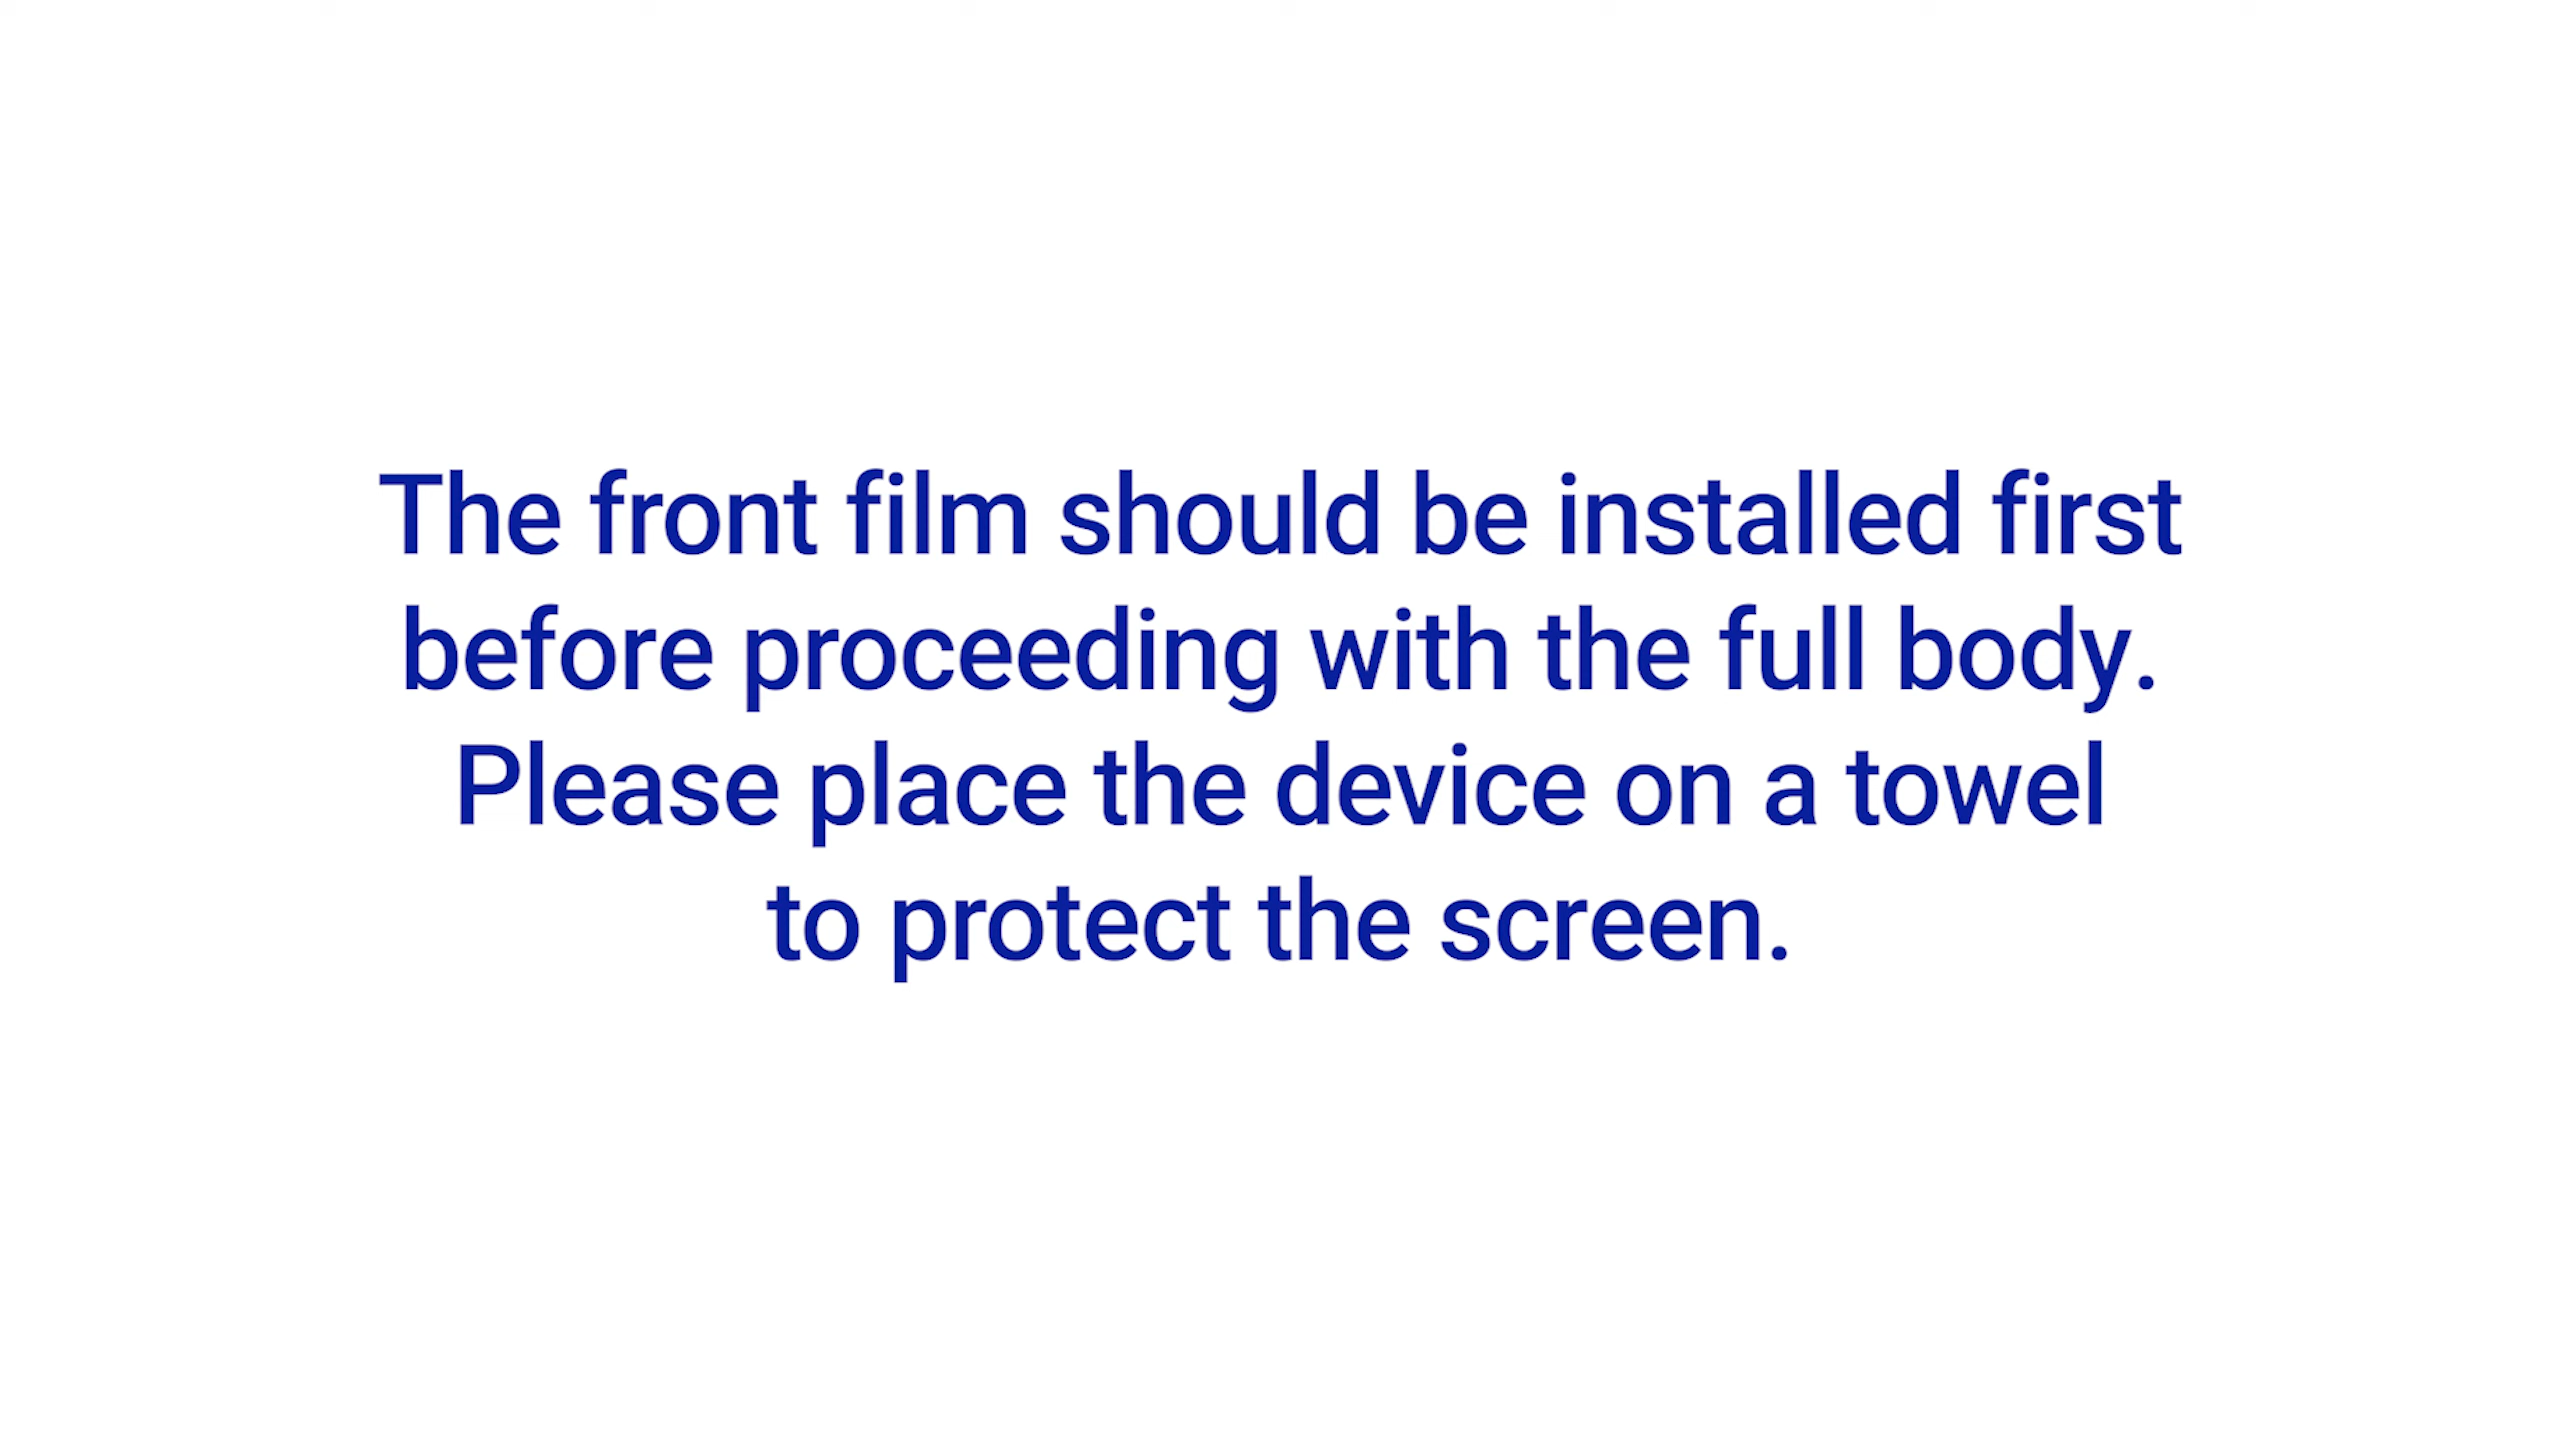 The front film should be installed first
before proceeding with the full body.
Please place the device on a towel
to protect the screen.